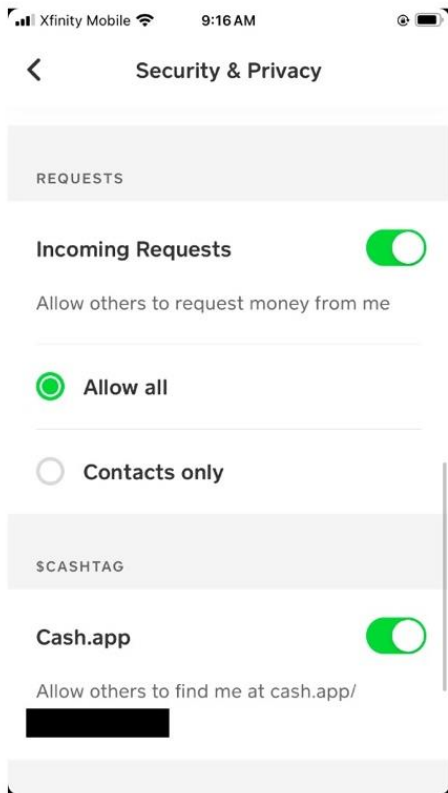 Xfinity Mobile 9:16 AM
Security & Privacy
REQUESTS
Incoming Requests
Allow others to request money from me
Allow all
Contacts only
$CASHTAG
Cash.app
Allow others to find me at cash.app/